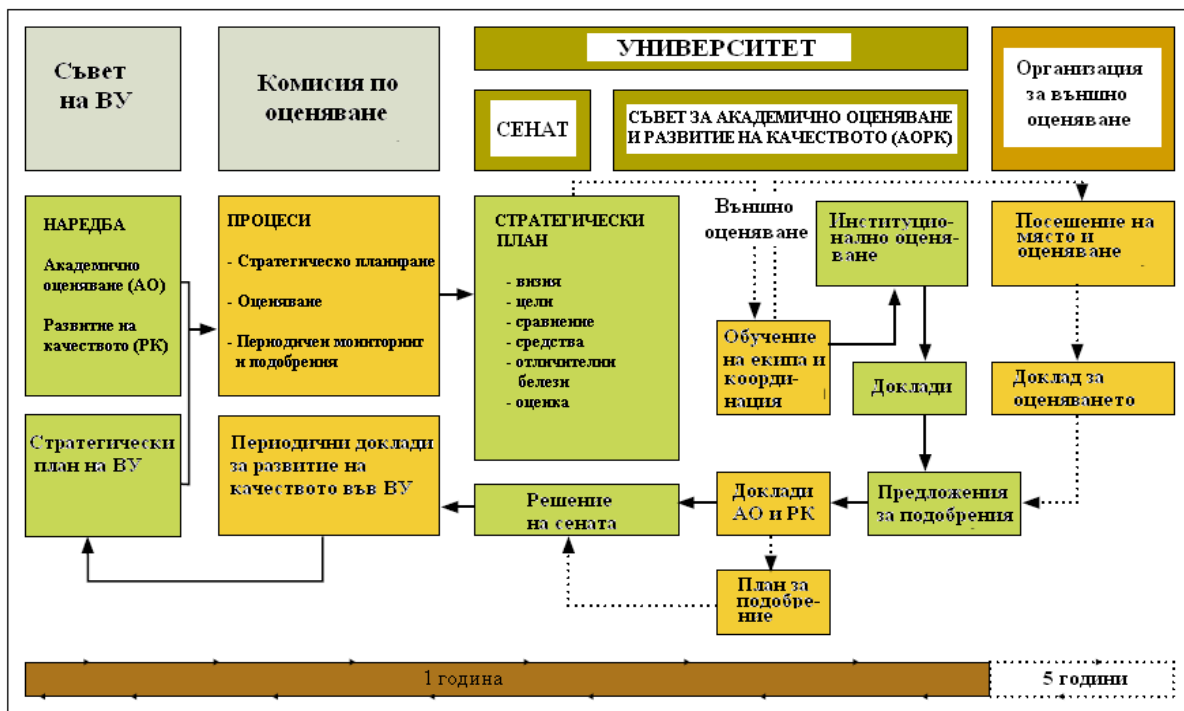 Съвет
на ВУ
Комисия по
оценяване
УНИВЕРСИТЕТ
СЕНАТ
СЪВЕТ ЗА АКАДЕМИЧНО ОЦЕНЯВАНЕ
И РАЗВИТИЕ НА КАЧЕСТВОТО (АОРК)
Организация
за външно
оценяване
НАРЕДБА
Академично
оценяване (АО)
Развитие на
качеството (РК)
Стратегически
план на ВУ
ПРОЦЕСИ
- Стратегическо планиране
- Оценяване
- Периодичен мониторинг
и подобрения
Периодични доклади
за развитие на
качеството във ВУ
СТРАТЕГИЧЕСКИ
ПЛАН
- визия
- цели
- сравнение
- средства
- отличителни
белези
- оценка
Решение
на сената
Външно
оценяване
Обучение
на екипа и
коорди-
нация
Доклади
АО и РК
План за
подобре-
ние
Институцио-
нално оценя-
ване
Доклади
Предложения
за подобрения
Посешение на
място и
оценяване
Доклад за
оценяването
1 година
5 години